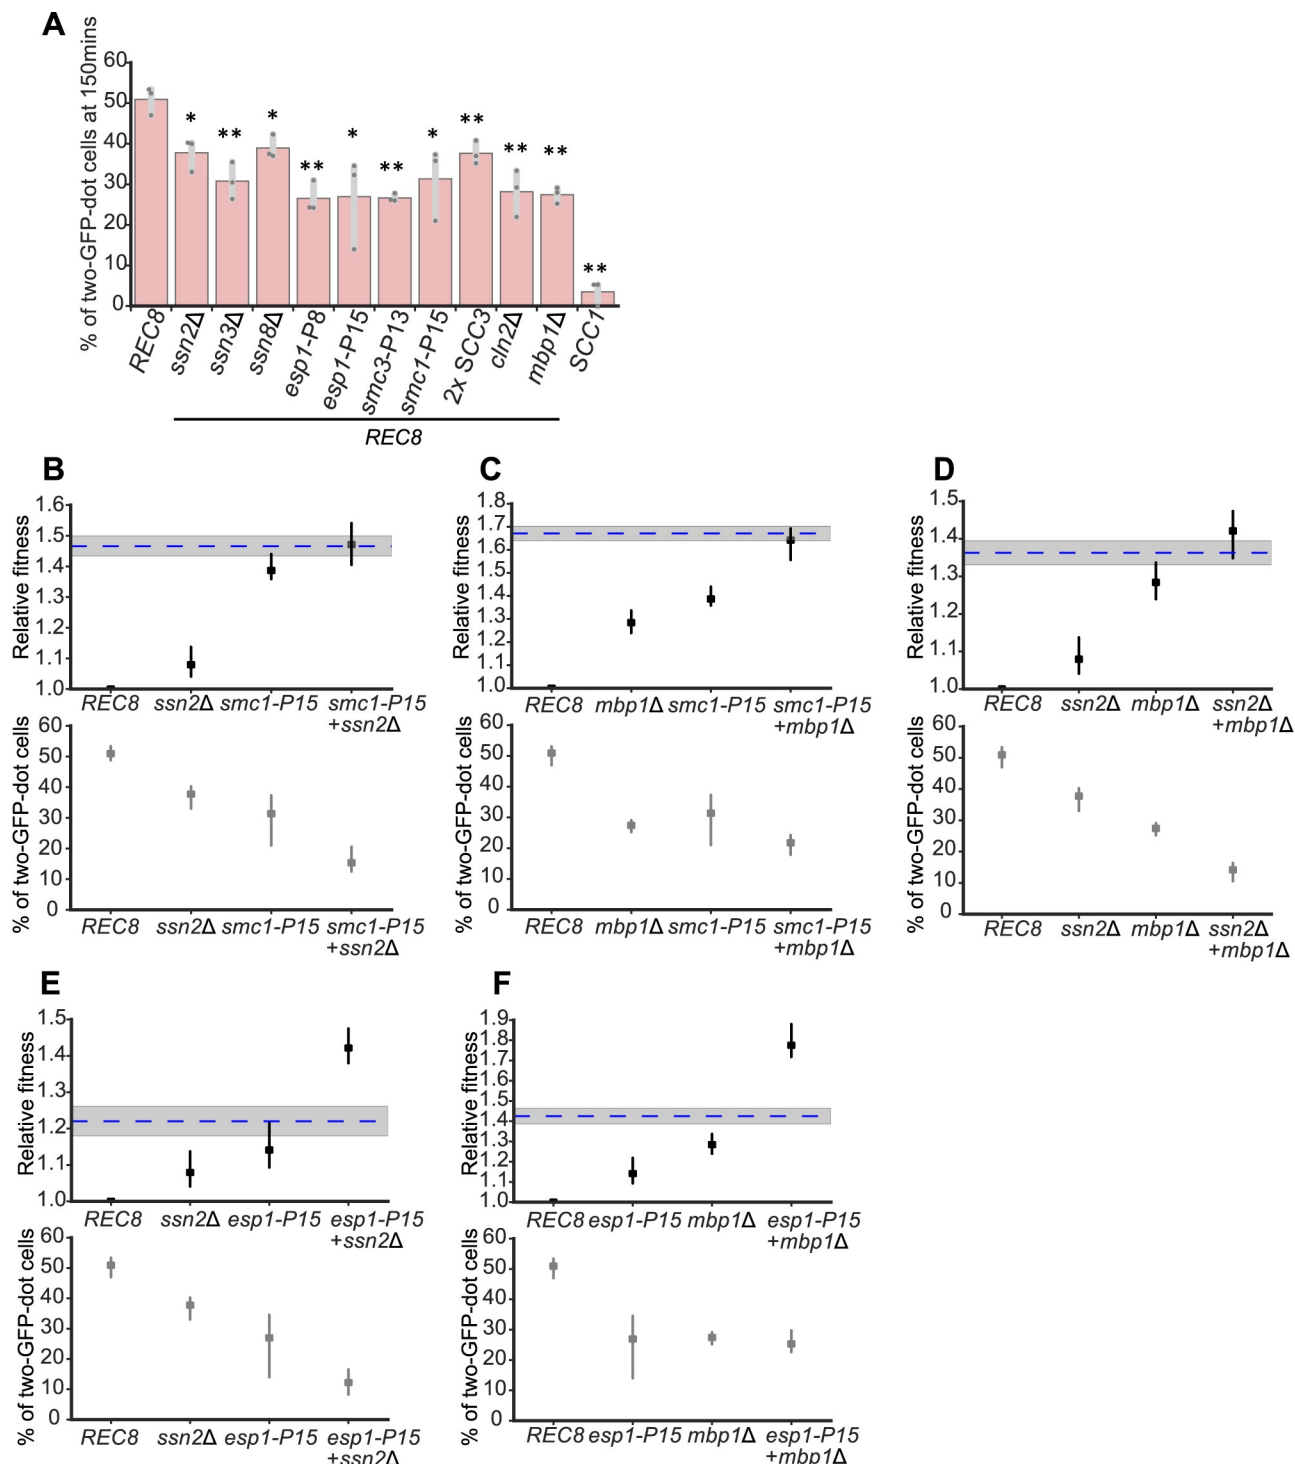 A
% of two-GFP-dot cells at 150mins
60
50
40
30
20
10
0
*
**
*
**
*
**
*
**
**
**
**
REC8
ssn2Δ
ssn3Δ
ssn8Δ
esp1-P8
esp1-P15
smc3-P13
smc1-P15
2x SCC3
cln2Δ
mbp1Δ
SCC1
REC8
B
Relative fitness
1.6
1.5
1.4
1.3
1.2
1.1
1.0
REC8 ssn2Δ smc1-P15 smc1-P15
+ssn2Δ
% of two-GFP-dot cells
60
50
40
30
20
10
0
REC8 ssn2Δ smc1-P15 smc1-P15
+ssn2Δ
C
Relative fitness
1.8
1.7
1.6
1.5
1.4
1.3
1.2
1.1
1.0
REC8 mbp1Δ smc1-P15 smc1-P15
+mbp1Δ
% of two-GFP-dot cells
60
50
40
30
20
10
0
REC8 mbp1Δ smc1-P15 smc1-P15
+mbp1Δ
D
Relative fitness
1.5
1.4
1.3
1.2
1.1
1.0
REC8 ssn2Δ mbp1Δ ssn2Δ
+mbp1Δ
% of two-GFP-dot cells
60
50
40
30
20
10
0
REC8 ssn2Δ mbp1Δ ssn2Δ
+mbp1Δ
E
Relative fitness
1.5
1.4
1.3
1.2
1.1
1.0
REC8 ssn2Δ esp1-P15 esp1-P15
+ssn2Δ
% of two-GFP-dot cells
60
50
40
30
20
10
0
REC8 ssn2Δ esp1-P15 esp1-P15
+ssn2Δ
F
Relative fitness
1.9
1.8
1.7
1.6
1.5
1.4
1.3
1.2
1.1
1.0
REC8 esp1-P15 mbp1Δ esp1-P15
+mbp1Δ
% of two-GFP-dot cells
60
50
40
30
20
10
0
REC8 esp1-P15 mbp1Δ esp1-P15
+mbp1Δ